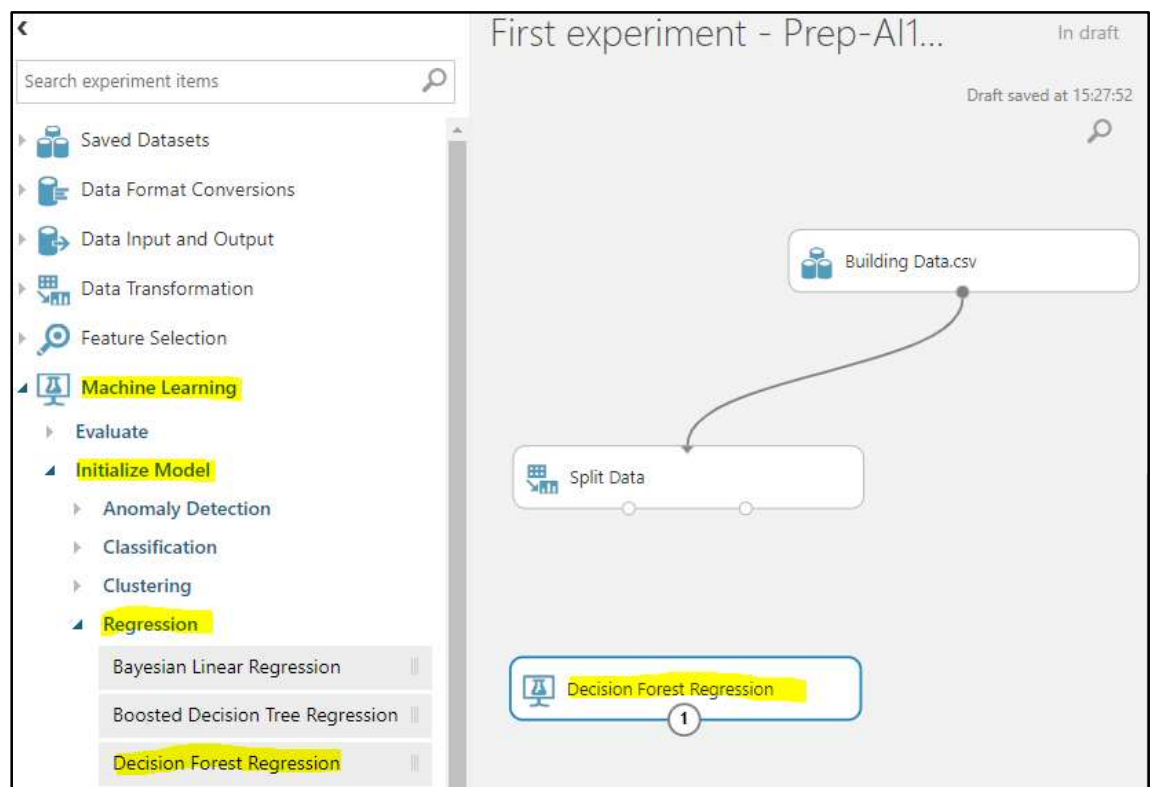 First experiment - Prep-AI1...
In draft
Search experiment items
Draft saved at 15:27:52
Saved Datasets
Data Format Conversions
Data Input and Output
Data Transformation
Feature Selection
Machine Learning
Evaluate
Initialize Model
Anomaly Detection
Classification
Clustering
Regression
Bayesian Linear Regression
Boosted Decision Tree Regression
Decision Forest Regression
Building Data.csv
Split Data
Decision Forest Regression
1